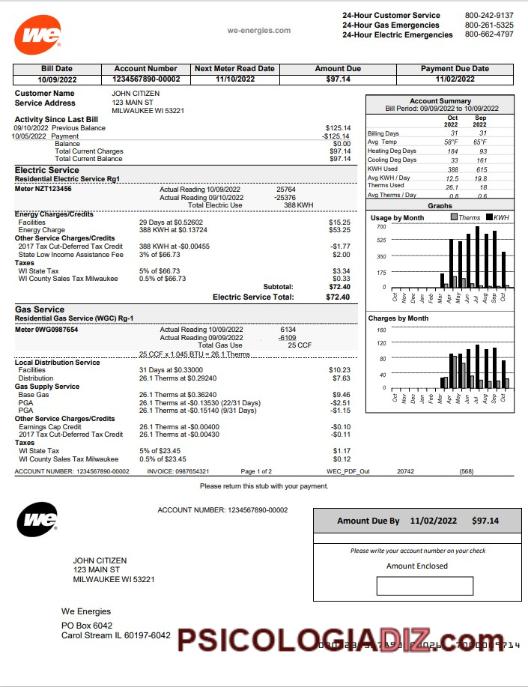 we
we-energies.com
24-Hour Customer Service 800-242-9137
24-Hour Gas Emergencies 800-261-5325
24-Hour Electric Emergencies 800-662-4797
Bill Date Account Number Next Meter Read Date Amount Due Payment Due Date
10/09/2022 1234567890-00002 11/10/2022 $97.14 11/02/2022
Customer Name JOHN CITIZEN
Service Address 123 MAIN ST
MILWAUKEE WI 53221
Activity Since Last Bill
09/10/2022 Previous Balance $125.14
10/05/2022 Payment -$125.14
Balance $0.00
Total Current Charges $97.14
Total Current Balance $97.14
Account Summary
Bill Period: 09/09/2022 to 10/09/2022
Oct 2022 Sep 2022
Billing Days 31 31
Avg Temp 58°F 65°F
Heating Deg Days 184 93
Cooling Deg Days 33 161
KWH Used 388 615
Avg KWH / Day 12.5 19.8
Therms Used 26.1 18
Avg Therms / Day 0.8 0.6
Electric Service
Residential Electric Service Rg1
Meter NZT123456 Actual Reading 10/09/2022 25764
Actual Reading 09/10/2022 -25376
Total Electric Use 388 KWH
Energy Charges/Credits
Facilities 29 Days at $0.52602 $15.25
Energy Charge 388 KWH at $0.13724 $53.25
Other Service Charges/Credits
2017 Tax Cut-Deferred Tax Credit 388 KWH at -$0.00455 -$1.77
State Low Income Assistance Fee 3% of $66.73 $2.00
Taxes
WI State Tax 5% of $66.73 $3.34
WI County Sales Tax Milwaukee 0.5% of $66.73 $0.33
Subtotal: $72.40
Electric Service Total: $72.40
Graphs
Usage by Month Therms KWH
700
525
350
175
0
Oct Nov Dec Jan Feb Mar Apr May Jun Jul Aug Sep Oct
Charges by Month
160
120
80
40
0
Oct Nov Dec Jan Feb Mar Apr May Jun Jul Aug Sep Oct
Gas Service
Residential Gas Service (WGC) Rg-1
Meter 0WG0987654 Actual Reading 10/09/2022 6134
Actual Reading 09/09/2022 -6109
Total Gas Use 25 CCF
25 CCF x 1.045 BTU = 26.1 Therms
Local Distribution Service
Facilities 31 Days at $0.33000 $10.23
Distribution 26.1 Therms at $0.29240 $7.63
Gas Supply Service
Base Gas 26.1 Therms at $0.36240 $9.46
PGA 26.1 Therms at -$0.13530 (22/31 Days) -$2.51
PGA 26.1 Therms at -$0.15140 (9/31 Days) -$1.15
Other Service Charges/Credits
Earnings Cap Credit 26.1 Therms at -$0.00400 -$0.10
2017 Tax Cut-Deferred Tax Credit 26.1 Therms at -$0.00430 -$0.11
Taxes
WI State Tax 5% of $23.45 $1.17
WI County Sales Tax Milwaukee 0.5% of $23.45 $0.12
ACCOUNT NUMBER: 1234567890-00002 INVOICE: 0987654321 Page 1 of 2 WEC_PDF_Out 20742 (568)
Please return this stub with your payment.
we
ACCOUNT NUMBER: 1234567890-00002
Amount Due By 11/02/2022 $97.14
Please write your account number on your check
Amount Enclosed
JOHN CITIZEN
123 MAIN ST
MILWAUKEE WI 53221
We Energies
PO Box 6042
Carol Stream IL 60197-6042
PSICOLOGIADIZ.com